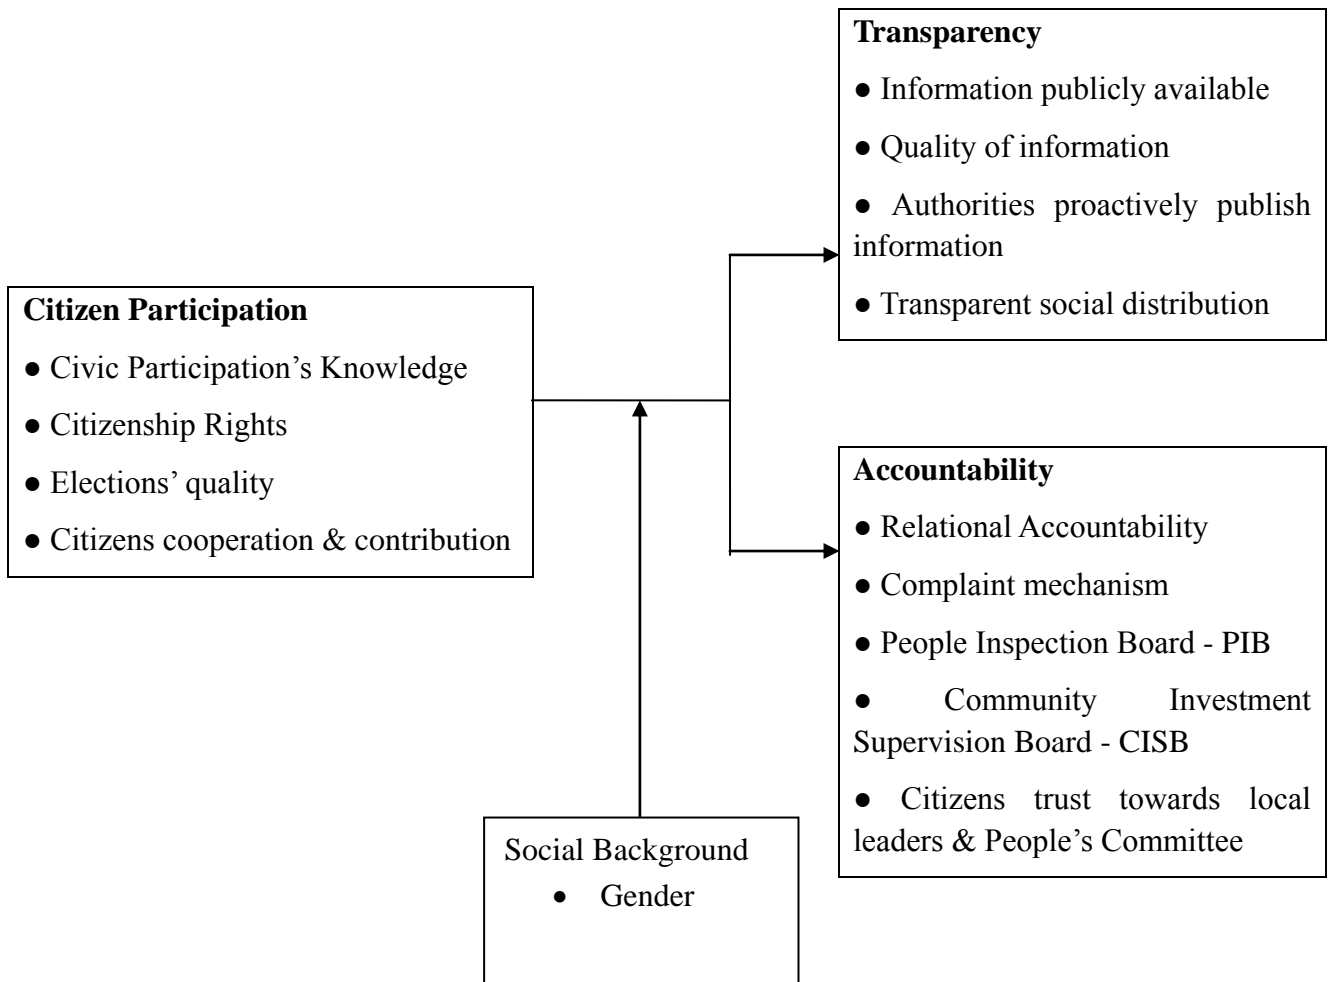 Transparency
● Information publicly available
● Quality of information
● Authorities proactively publish
information
● Transparent social distribution
Citizen Participation
● Civic Participation’s Knowledge
● Citizenship Rights
● Elections’ quality
● Citizens cooperation & contribution
Accountability
● Relational Accountability
● Complaint mechanism
● People Inspection Board - PIB
● Community Investment
Supervision Board - CISB
● Citizens trust towards local
leaders & People’s Committee
Social Background
● Gender